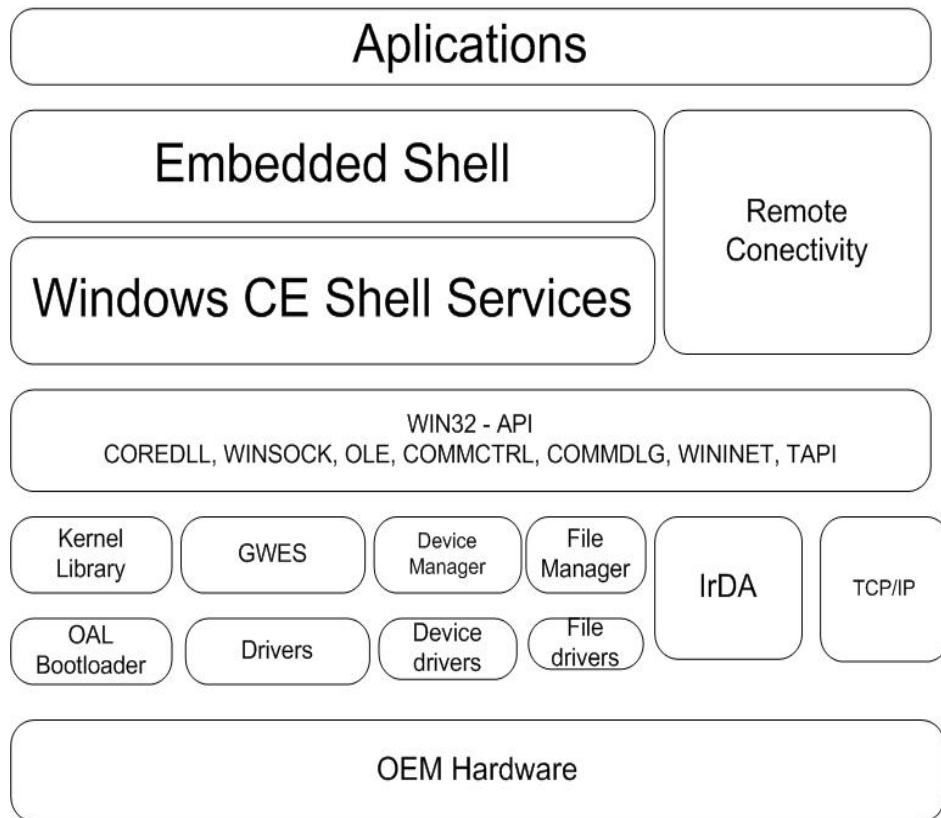 Aplications
Embedded Shell
Remote
Conectivity
Windows CE Shell Services
WIN32 - API
COREDLL, WINSOCK, OLE, COMMCTRL, COMMDLG, WININET, TAPI
Kernel
Library
GWES
Device
Manager
File
Manager
IrDA
TCP/IP
OAL
Bootloader
Drivers
Device
drivers
File
drivers
OEM Hardware